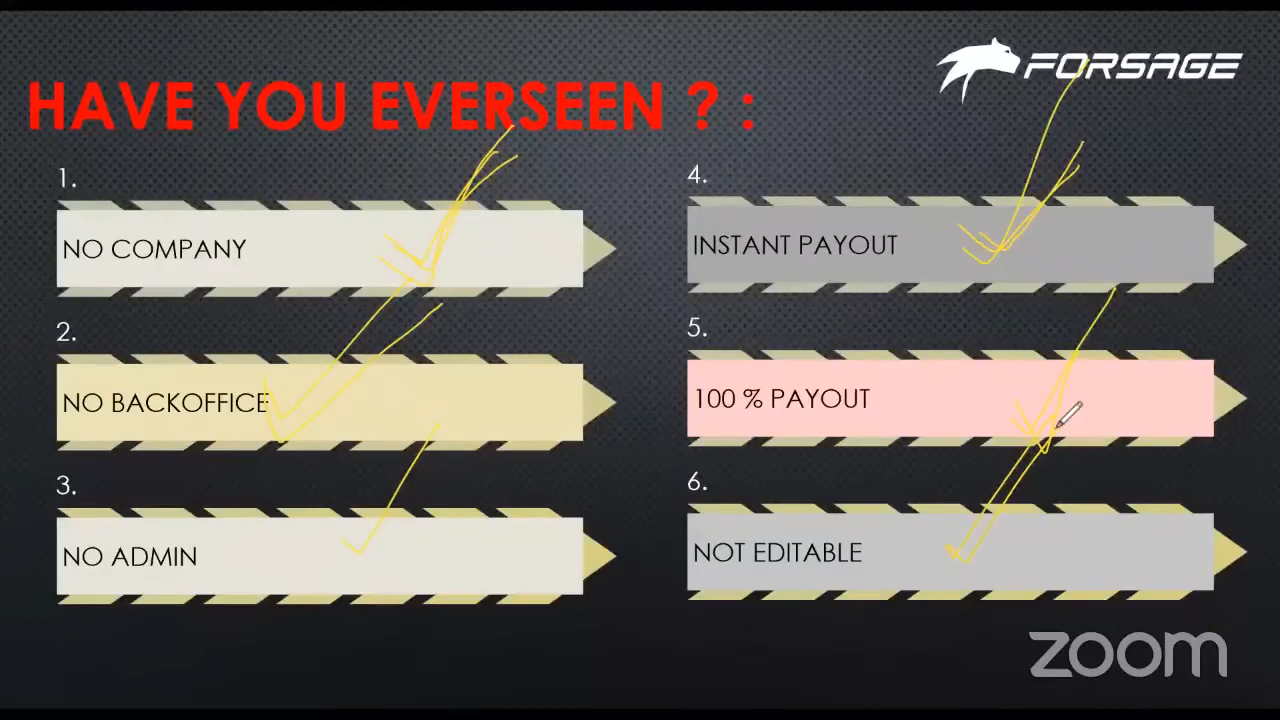 FORSAGE
HAVE YOU EVERSEEN ? :
1.
NO COMPANY
2.
NO BACKOFFICE
3.
NO ADMIN
4.
INSTANT PAYOUT
5.
100 % PAYOUT
6.
NOT EDITABLE
zoom